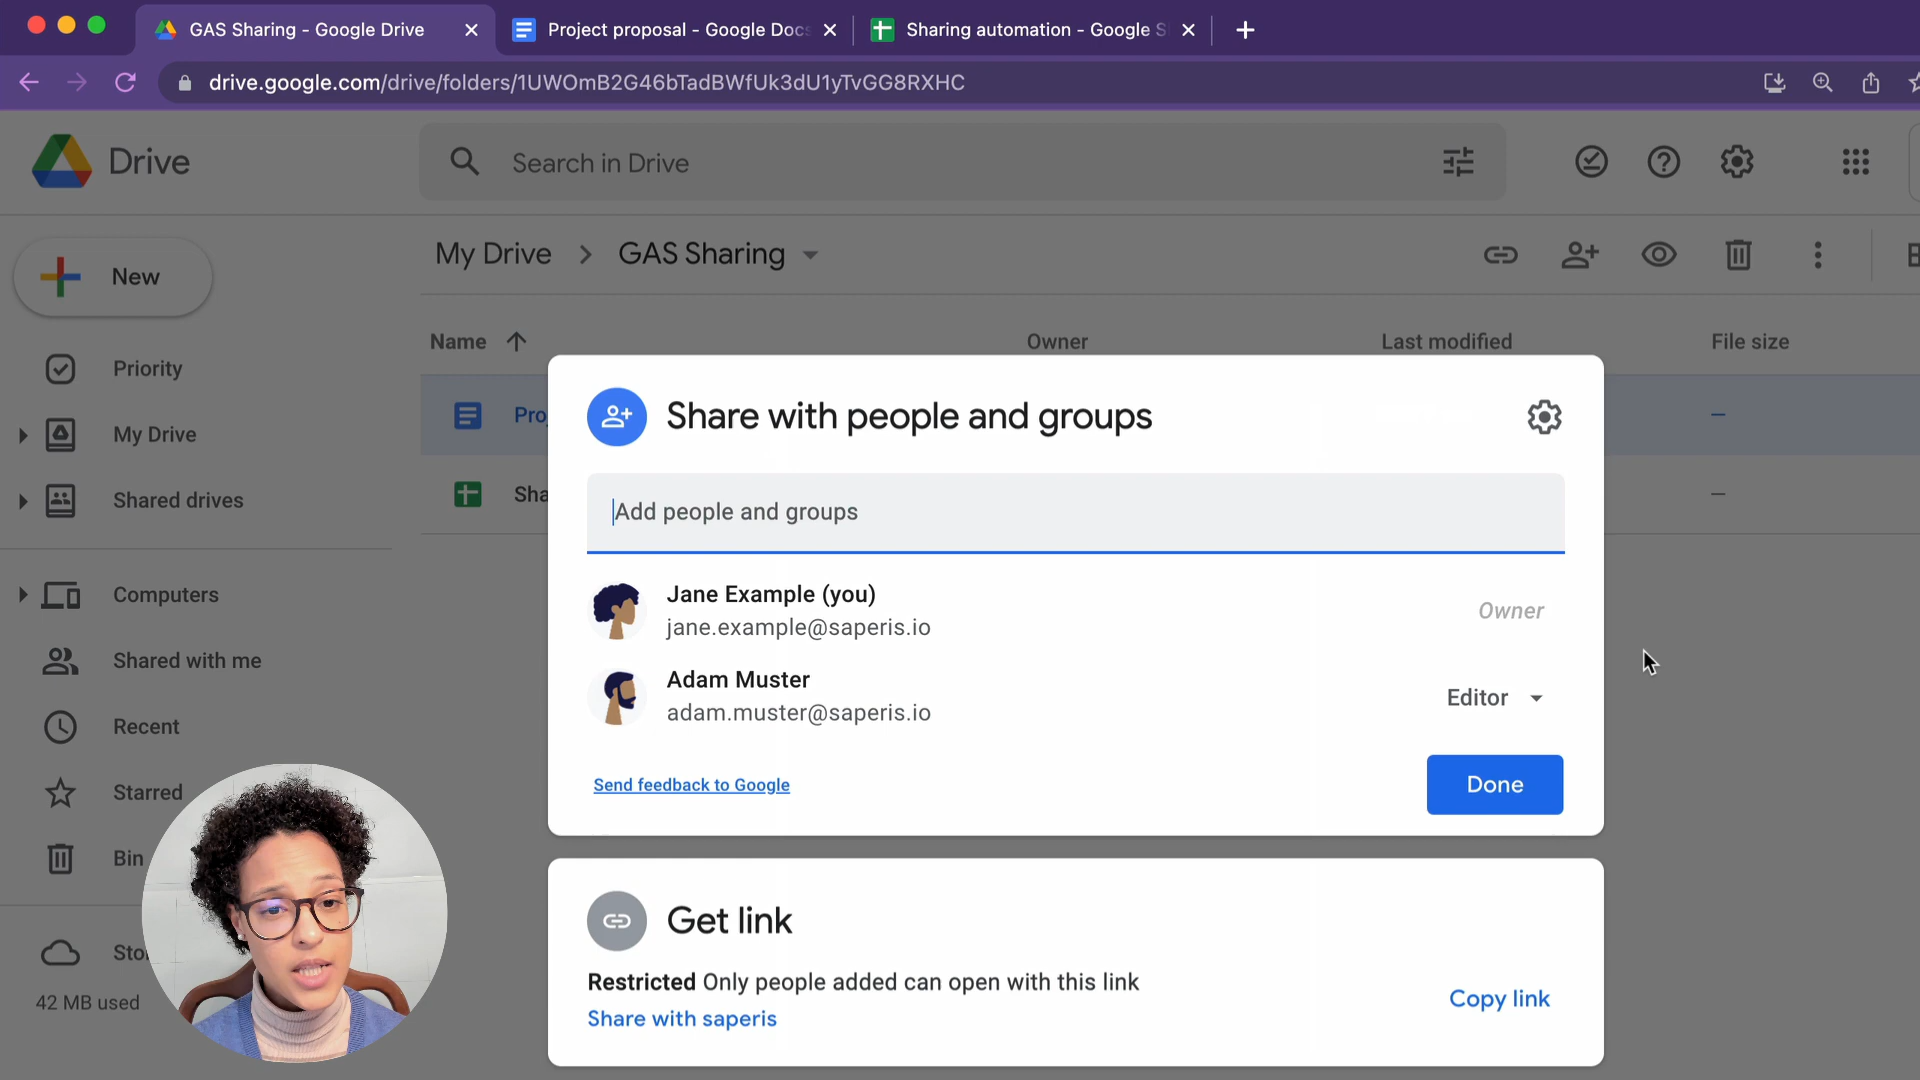 GAS Sharing - Google Drive
Project proposal - Google Docs
Sharing automation - Google S
drive.google.com/drive/folders/1UWOmB2G46bTadBWfUk3dU1yTvGG8RXHC
Drive
Search in Drive
My Drive > GAS Sharing
New
Name
Owner
Last modified
File size
Priority
My Drive
Shared drives
Computers
Shared with me
Recent
Starred
Bin
Sto
42 MB used
Pro
Sha
Share with people and groups
Add people and groups
Jane Example (you)
jane.example@saperis.io
Owner
Adam Muster
adam.muster@saperis.io
Editor
Send feedback to Google
Done
Get link
Restricted Only people added can open with this link
Share with saperis
Copy link